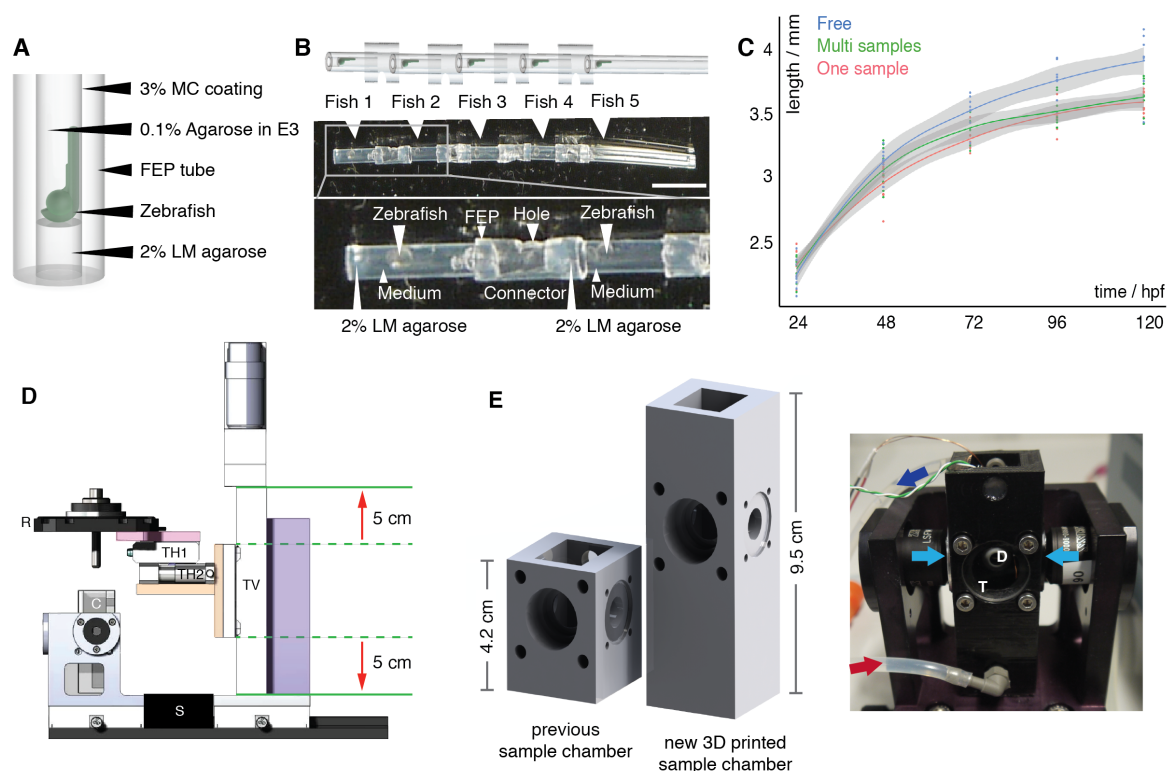 A
3% MC coating
0.1% Agarose in E3
FEP tube
Zebrafish
2% LM agarose
B
Fish 1 Fish 2 Fish 3 Fish 4 Fish 5
Zebrafish FEP Hole Zebrafish
Medium Connector Medium
2% LM agarose 2% LM agarose
C
Free
Multi samples
One sample
length / mm
4
3.5
3
2.5
time / hpf
24 48 72 96 120
D
R
TH1
TH2
TV
C
S
5 cm
5 cm
E
4.2 cm
9.5 cm
previous
sample chamber
new 3D printed
sample chamber
D
T
90